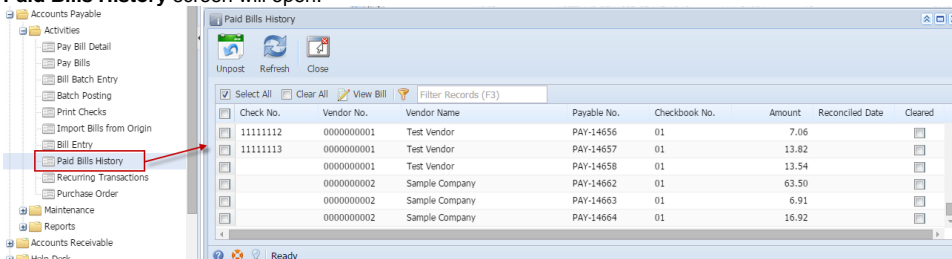 Paid Bills History screen will open.
Accounts Payable
Activities
Pay Bill Detail
Pay Bills
Bill Batch Entry
Batch Posting
Print Checks
Import Bills from Origin
Bill Entry
Paid Bills History
Recurring Transactions
Purchase Order
Maintenance
Reports
Accounts Receivable
Help Desk
Paid Bills History
Unpost Refresh Close
Select All Clear All View Bill Filter Records (F3)
Check No. Vendor No. Vendor Name Payable No. Checkbook No. Amount Reconciled Date Cleared
11111112 0000000001 Test Vendor PAY-14656 01 7.06
11111113 0000000001 Test Vendor PAY-14657 01 13.82
0000000001 Test Vendor PAY-14658 01 13.54
0000000002 Sample Company PAY-14662 01 63.50
0000000002 Sample Company PAY-14663 01 6.91
0000000002 Sample Company PAY-14664 01 16.92
Ready